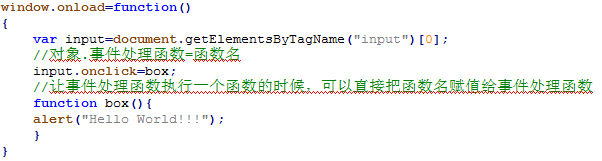 window.onload=function()
{
var input=document.getElementsByTagName("input")[0];
//对象.事件处理函数=函数名
input.onclick=box;
//让事件处理函数执行一个函数的时候，可以直接把函数名赋值给事件处理函数
function box(){
alert("Hello World!!!");
}
}